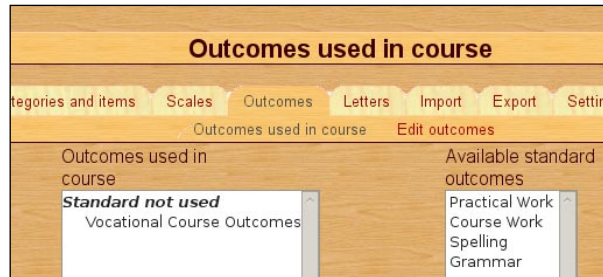 Outcomes used in course
tegories and items Scales Outcomes Letters Import Export Settin
Outcomes used in course Edit outcomes
Outcomes used in
course
Standard not used
Vocational Course Outcomes
Available standard
outcomes
Practical Work
Course Work
Spelling
Grammar